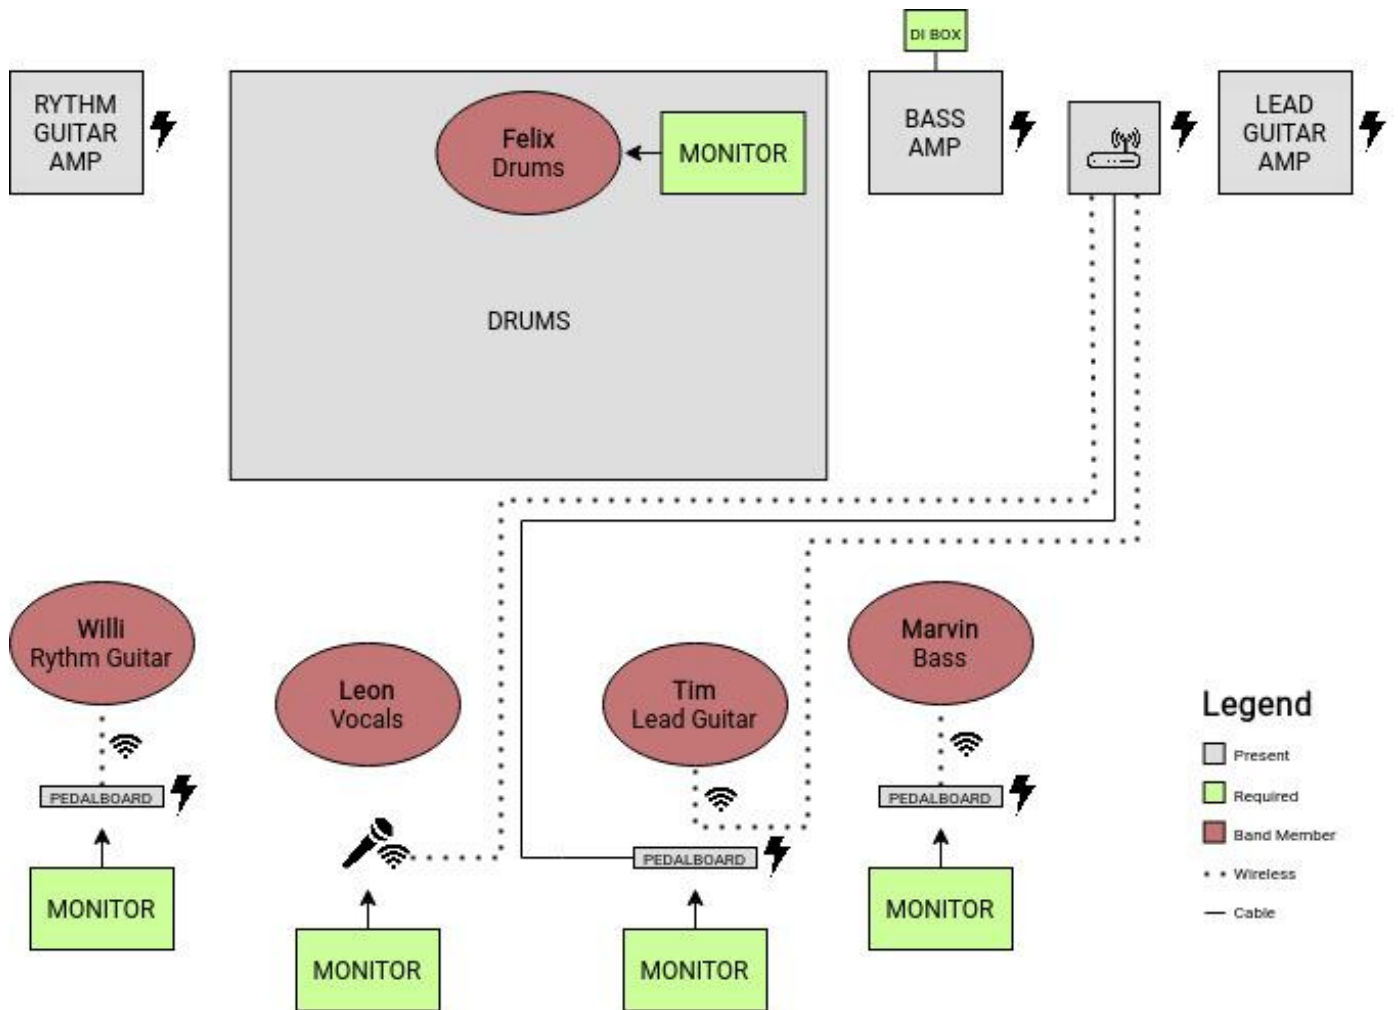 DI BOX
RYTHM
GUITAR
AMP
Felix
Drums
MONITOR
BASS
AMP
LEAD
GUITAR
AMP
DRUMS
Willi
Rythm Guitar
Leon
Vocals
Tim
Lead Guitar
Marvin
Bass
PEDALBOARD
PEDALBOARD
PEDALBOARD
MONITOR
MONITOR
MONITOR
MONITOR
Legend
Present
Required
Band Member
Wireless
Cable